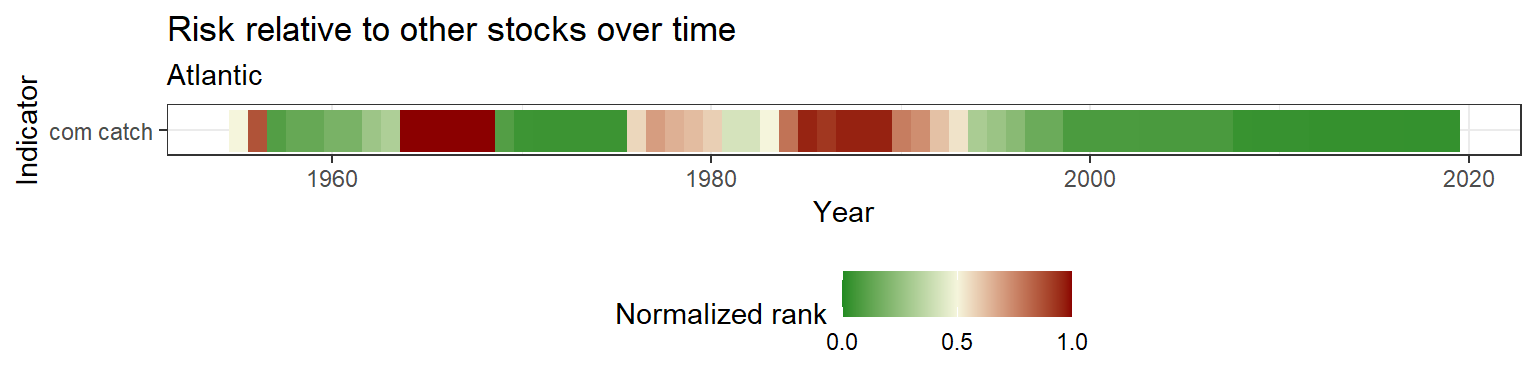 Risk relative to other stocks over time
Atlantic
Indicator
com catch
1960 1980 2000 2020
Year
Normalized rank
0.0 0.5 1.0